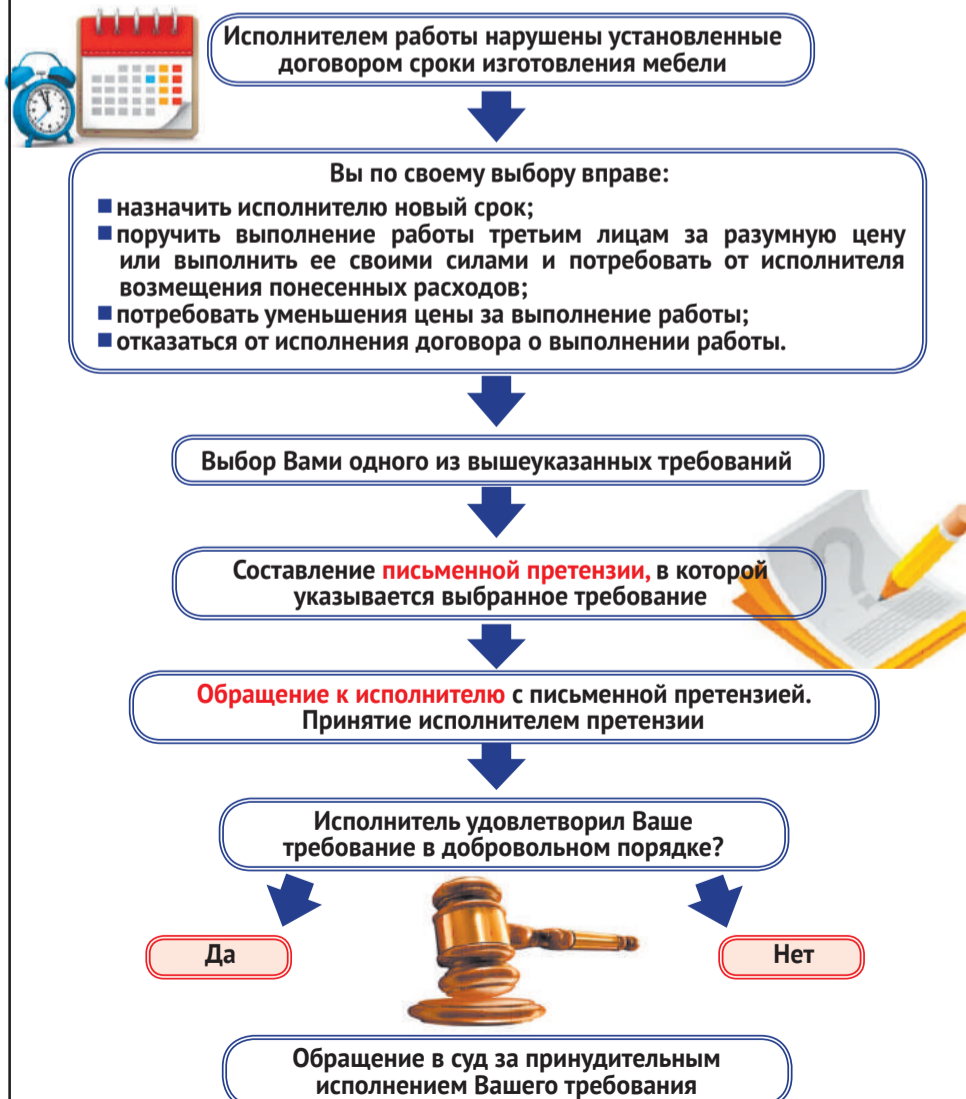 Исполнителем работы нарушены установленные
договором сроки изготовления мебели
Вы по своему выбору вправе:
назначить исполнителю новый срок;
поручить выполнение работы третьим лицам за разумную цену
или выполнить ее своими силами и потребовать от исполнителя
возмещения понесенных расходов;
потребовать уменьшения цены за выполнение работы;
отказаться от исполнения договора о выполнении работы.
Выбор Вами одного из вышеуказанных требований
Составление письменной претензии, в которой
указывается выбранное требование
Обращение к исполнителю с письменной претензией.
Принятие исполнителем претензии
Исполнитель удовлетворил Ваше
требование в добровольном порядке?
Да
Нет
Обращение в суд за принудительным
исполнением Вашего требования